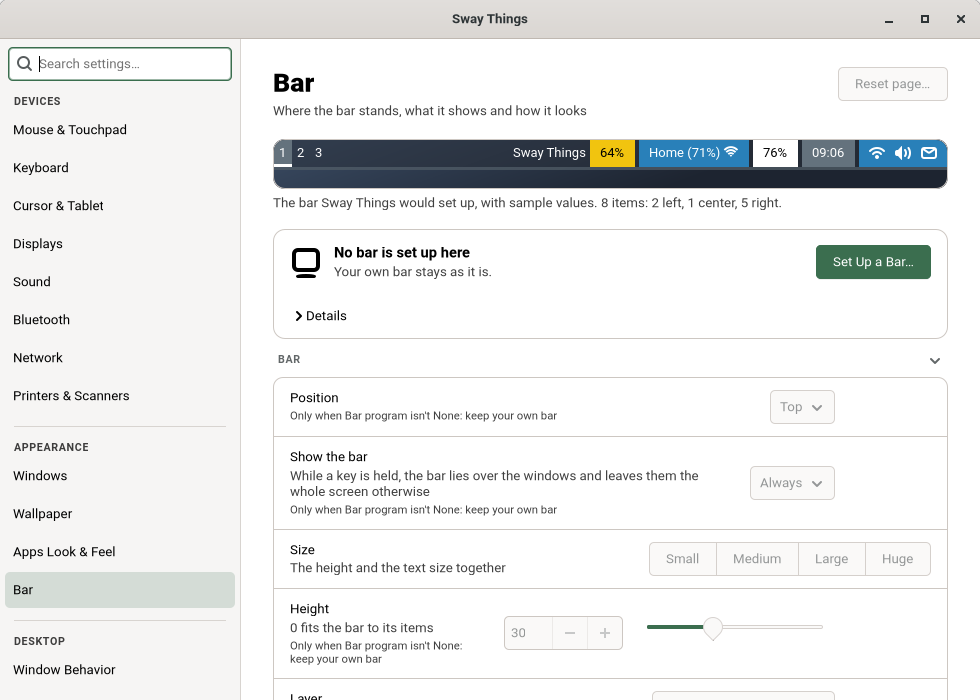 Sway Things
Search settings...
DEVICES
Mouse & Touchpad
Keyboard
Cursor & Tablet
Displays
Sound
Bluetooth
Network
Printers & Scanners
APPEARANCE
Windows
Wallpaper
Apps Look & Feel
Bar
DESKTOP
Window Behavior
Bar
Reset page...
Where the bar stands, what it shows and how it looks
1 2 3 Sway Things 64% Home (71%) 76% 09:06
The bar Sway Things would set up, with sample values. 8 items: 2 left, 1 center, 5 right.
No bar is set up here
Your own bar stays as it is.
Set Up a Bar...
Details
BAR
Position
Only when Bar program isn't None: keep your own bar
Top
Show the bar
While a key is held, the bar lies over the windows and leaves them the
whole screen otherwise
Only when Bar program isn't None: keep your own bar
Always
Size
The height and the text size together
Small Medium Large Huge
Height
0 fits the bar to its items
Only when Bar program isn't None:
keep your own bar
30
Layer